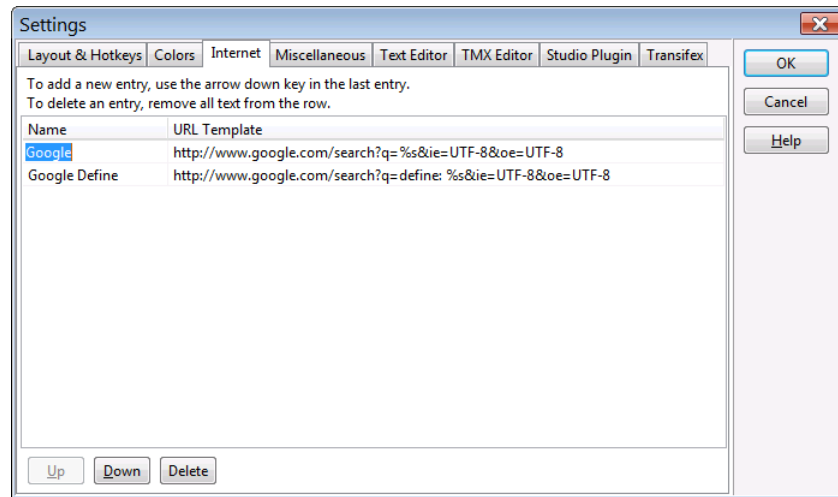 Settings
Layout & Hotkeys Colors Internet Miscellaneous Text Editor TMX Editor Studio Plugin Transifex
To add a new entry, use the arrow down key in the last entry.
To delete an entry, remove all text from the row.
Name URL Template
Google http://www.google.com/search?q=%s&ie=UTF-8&oe=UTF-8
Google Define http://www.google.com/search?q=define: %s&ie=UTF-8&oe=UTF-8
Up Down Delete
OK
Cancel
Help